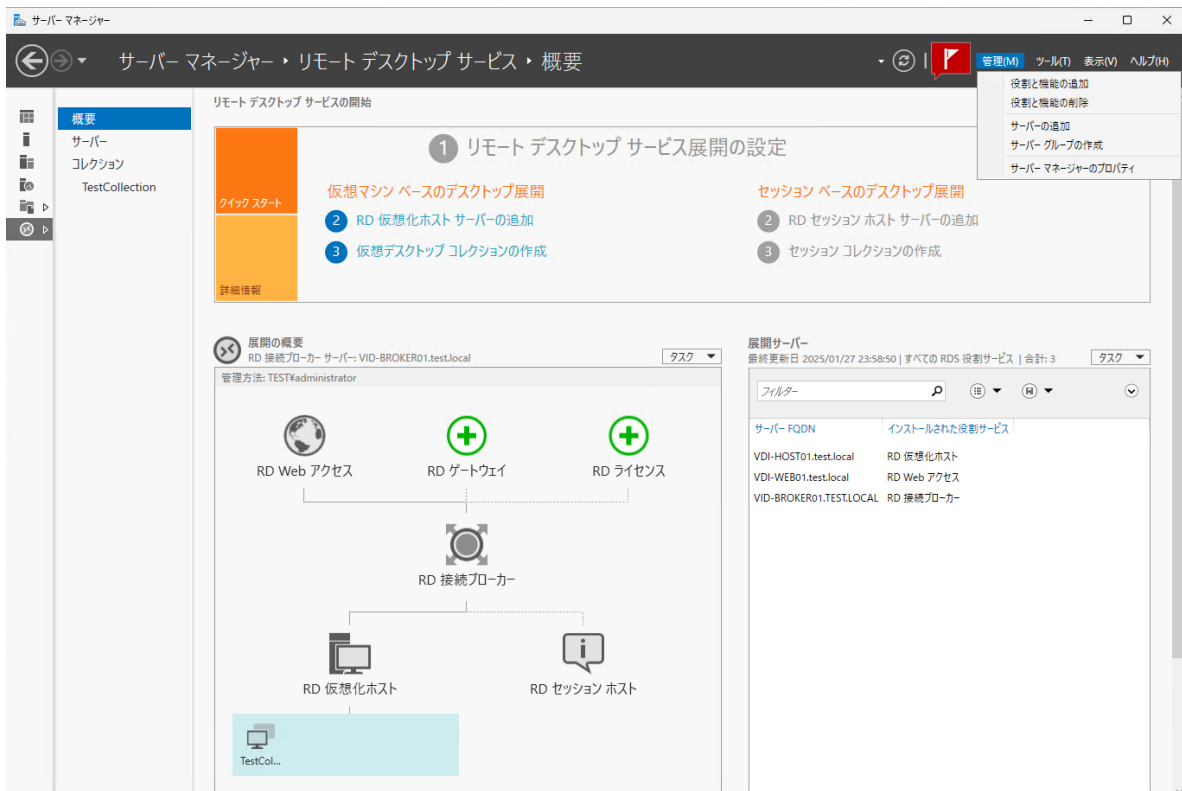 サーバー マネージャー
サーバー マネージャー ‣ リモート デスクトップ サービス ‣ 概要
管理(M) ツール(T) 表示(V) ヘルプ(H)
役割と機能の追加
役割と機能の削除
サーバーの追加
サーバー グループの作成
サーバー マネージャーのプロパティ
概要
サーバー
コレクション
TestCollection
リモート デスクトップ サービスの開始
1 リモート デスクトップ サービス展開の設定
クイック スタート
詳細情報
仮想マシン ベースのデスクトップ展開
2 RD 仮想化ホスト サーバーの追加
3 仮想デスクトップ コレクションの作成
セッション ベースのデスクトップ展開
2 RD セッション ホスト サーバーの追加
3 セッション コレクションの作成
展開の概要
RD 接続ブローカー サーバー: VID-BROKER01.test.local
タスク
管理方法: TEST¥administrator
RD Web アクセス
RD ゲートウェイ
RD ライセンス
RD 接続ブローカー
RD 仮想化ホスト
RD セッション ホスト
TestCol...
展開サーバー
最終更新日 2025/01/27 23:58:50 | すべての RDS 役割サービス | 合計: 3
タスク
フィルター
サーバー FQDN インストールされた役割サービス
VDI-HOST01.test.local RD 仮想化ホスト
VDI-WEB01.test.local RD Web アクセス
VID-BROKER01.TEST.LOCAL RD 接続ブローカー